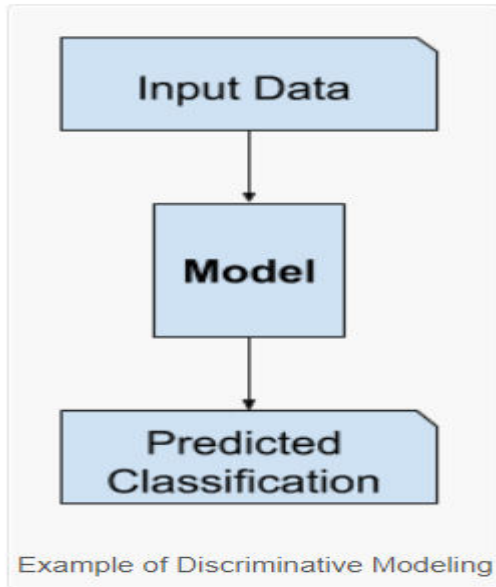 Input Data
Model
Predicted
Classification
Example of Discriminative Modeling